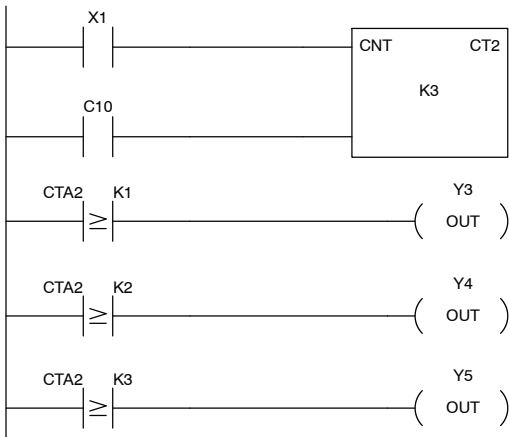 X1
CNT CT2
K3
C10
CTA2 ≥ K1 Y3
OUT
CTA2 ≥ K2 Y4
OUT
CTA2 ≥ K3 Y5
OUT